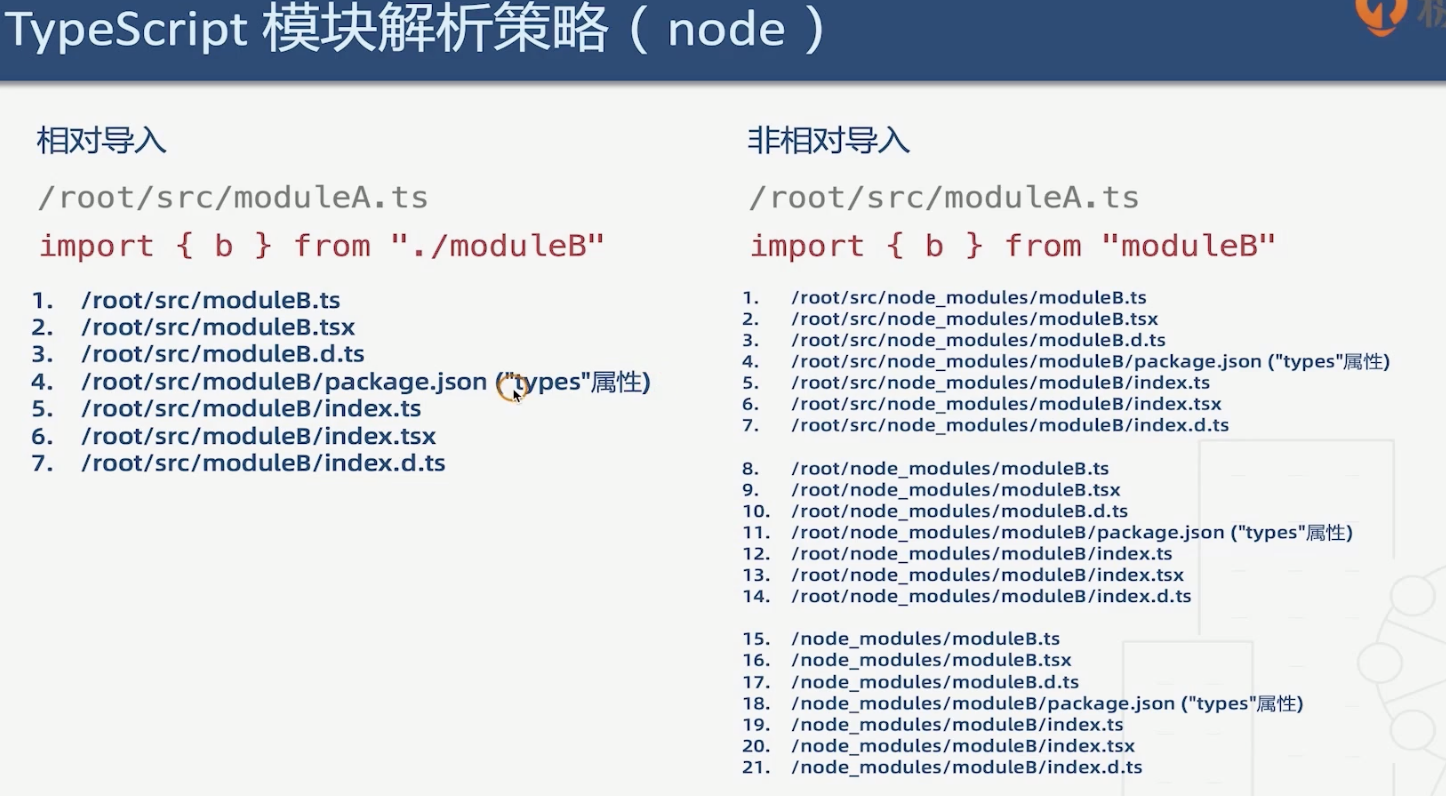 TypeScript 模块解析策略（ node ）
相对导入
/root/src/moduleA.ts
import { b } from "./moduleB"
1. /root/src/moduleB.ts
2. /root/src/moduleB.tsx
3. /root/src/moduleB.d.ts
4. /root/src/moduleB/package.json ("types"属性)
5. /root/src/moduleB/index.ts
6. /root/src/moduleB/index.tsx
7. /root/src/moduleB/index.d.ts
非相对导入
/root/src/moduleA.ts
import { b } from "moduleB"
1. /root/src/node_modules/moduleB.ts
2. /root/src/node_modules/moduleB.tsx
3. /root/src/node_modules/moduleB.d.ts
4. /root/src/node_modules/moduleB/package.json ("types"属性)
5. /root/src/node_modules/moduleB/index.ts
6. /root/src/node_modules/moduleB/index.tsx
7. /root/src/node_modules/moduleB/index.d.ts
8. /root/node_modules/moduleB.ts
9. /root/node_modules/moduleB.tsx
10. /root/node_modules/moduleB.d.ts
11. /root/node_modules/moduleB/package.json ("types"属性)
12. /root/node_modules/moduleB/index.ts
13. /root/node_modules/moduleB/index.tsx
14. /root/node_modules/moduleB/index.d.ts
15. /node_modules/moduleB.ts
16. /node_modules/moduleB.tsx
17. /node_modules/moduleB.d.ts
18. /node_modules/moduleB/package.json ("types"属性)
19. /node_modules/moduleB/index.ts
20. /node_modules/moduleB/index.tsx
21. /node_modules/moduleB/index.d.ts